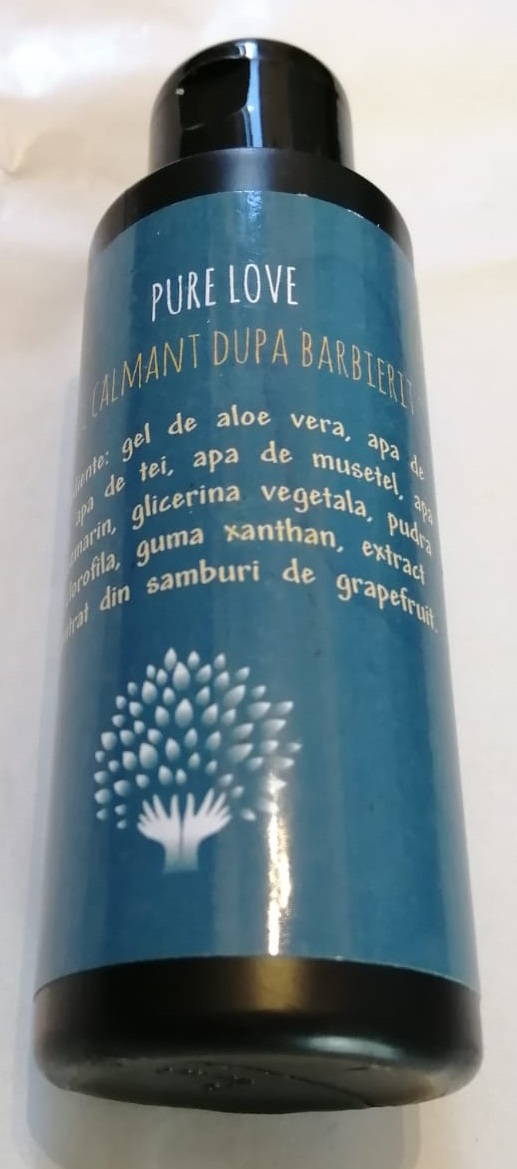 PURE LOVE
CALMANT DUPA BARBIERIT
gel de aloe vera, apa de
apa de tei, apa de musetel, apa
glicerina vegetala, pudra
guma xanthan, extract
din samburi de grapefruit.